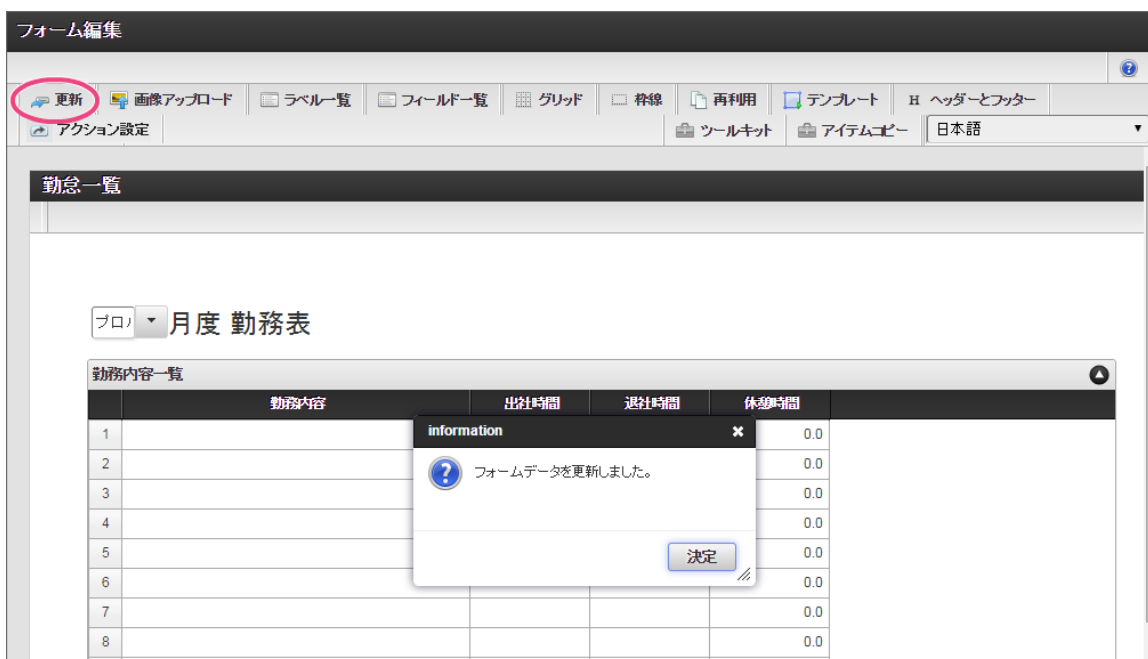 フォーム編集
更新 画像アップロード ラベル一覧 フィールド一覧 グリッド 枠線 再利用 テンプレート H ヘッダーとフッター
アクション設定 ツールキット アイテムコピー 日本語
勤怠一覧
月度 勤務表
勤務内容一覧
勤務内容 出社時間 退社時間 休憩時間
information
フォームデータを更新しました。
決定
1 0.0
2 0.0
3 0.0
4 0.0
5 0.0
6 0.0
7 0.0
8 0.0